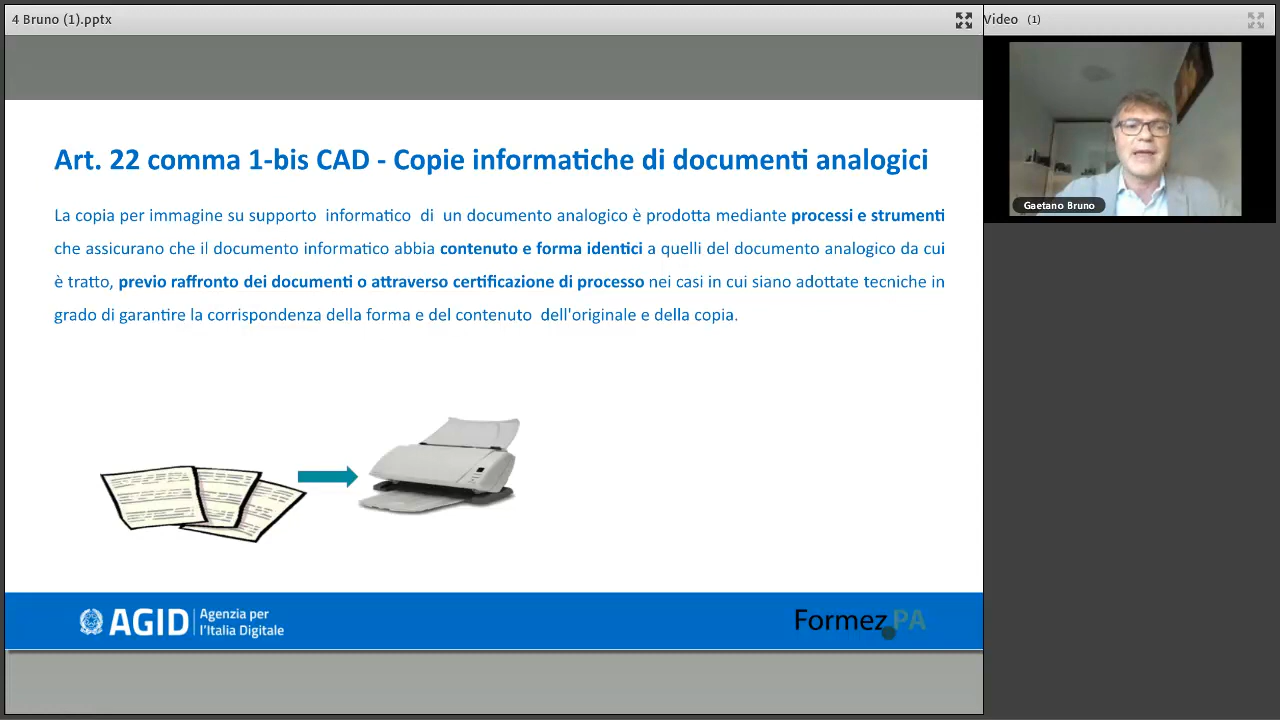 4 Bruno (1).pptx
Video (1)
Gaetano Bruno
Art. 22 comma 1-bis CAD - Copie informatiche di documenti analogici
La copia per immagine su supporto informatico di un documento analogico è prodotta mediante processi e strumenti
che assicurano che il documento informatico abbia contenuto e forma identici a quelli del documento analogico da cui
è tratto, previo raffronto dei documenti o attraverso certificazione di processo nei casi in cui siano adottate tecniche in
grado di garantire la corrispondenza della forma e del contenuto dell'originale e della copia.
AGID
Agenzia per
l'Italia Digitale
Formez PA